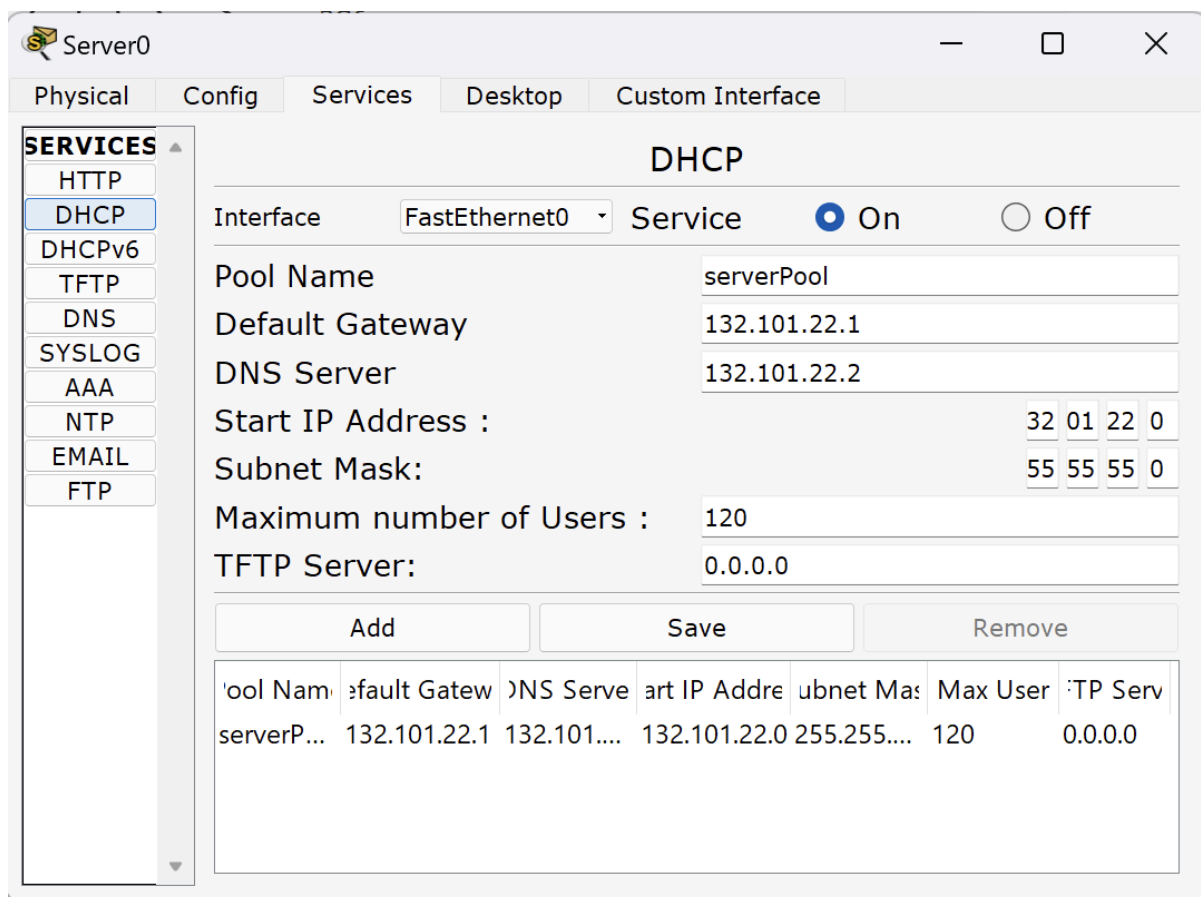 Server0
Physical Config Services Desktop Custom Interface
SERVICES
HTTP
DHCP
DHCPv6
TFTP
DNS
SYSLOG
AAA
NTP
EMAIL
FTP
DHCP
Interface FastEthernet0 Service On Off
Pool Name serverPool
Default Gateway 132.101.22.1
DNS Server 132.101.22.2
Start IP Address : 32 01 22 0
Subnet Mask: 55 55 55 0
Maximum number of Users : 120
TFTP Server: 0.0.0.0
Add Save Remove
ool Nam efault Gatew NS Serve art IP Addre ubnet Mas Max User TP Serv
serverP... 132.101.22.1 132.101.... 132.101.22.0 255.255.... 120 0.0.0.0